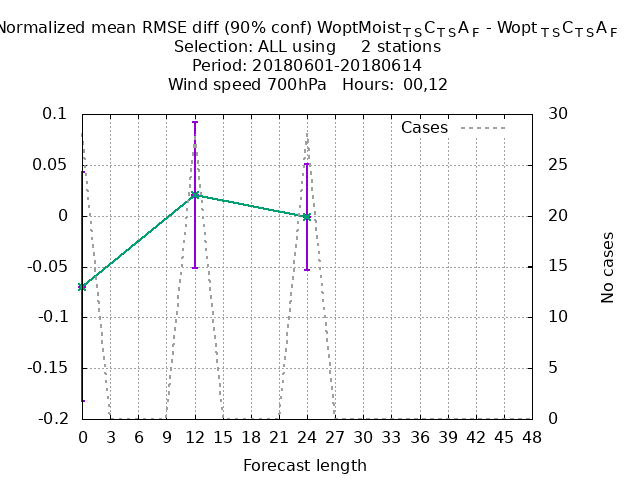 Normalized mean RMSE diff (90% conf) WoptMoist T S C T S A F - Wopt T S C T S A F
Selection: ALL using 2 stations
Period: 20180601-20180614
Wind speed 700hPa Hours: 00,12
Cases
0.1
0.05
0
-0.05
-0.1
-0.15
-0.2
30
25
20
15
10
5
0
No cases
0 3 6 9 12 15 18 21 24 27 30 33 36 39 42 45 48
Forecast length